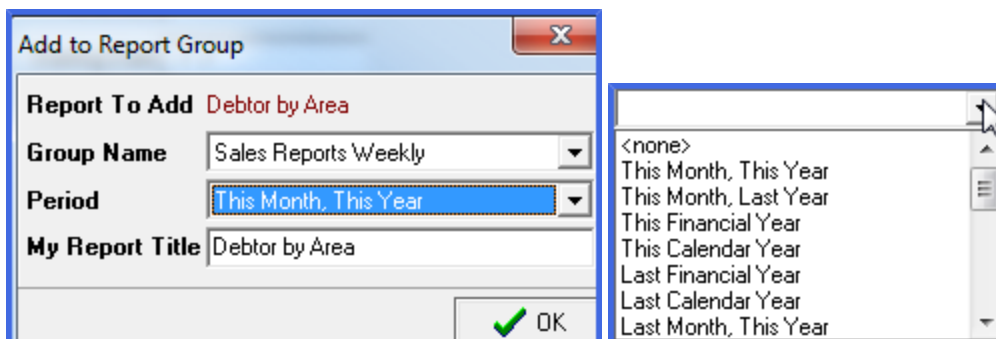 Add to Report Group
Report To Add Debtor by Area
Group Name Sales Reports Weekly
Period This Month, This Year
My Report Title Debtor by Area
OK
<none>
This Month, This Year
This Month, Last Year
This Financial Year
This Calendar Year
Last Financial Year
Last Calendar Year
Last Month, This Year